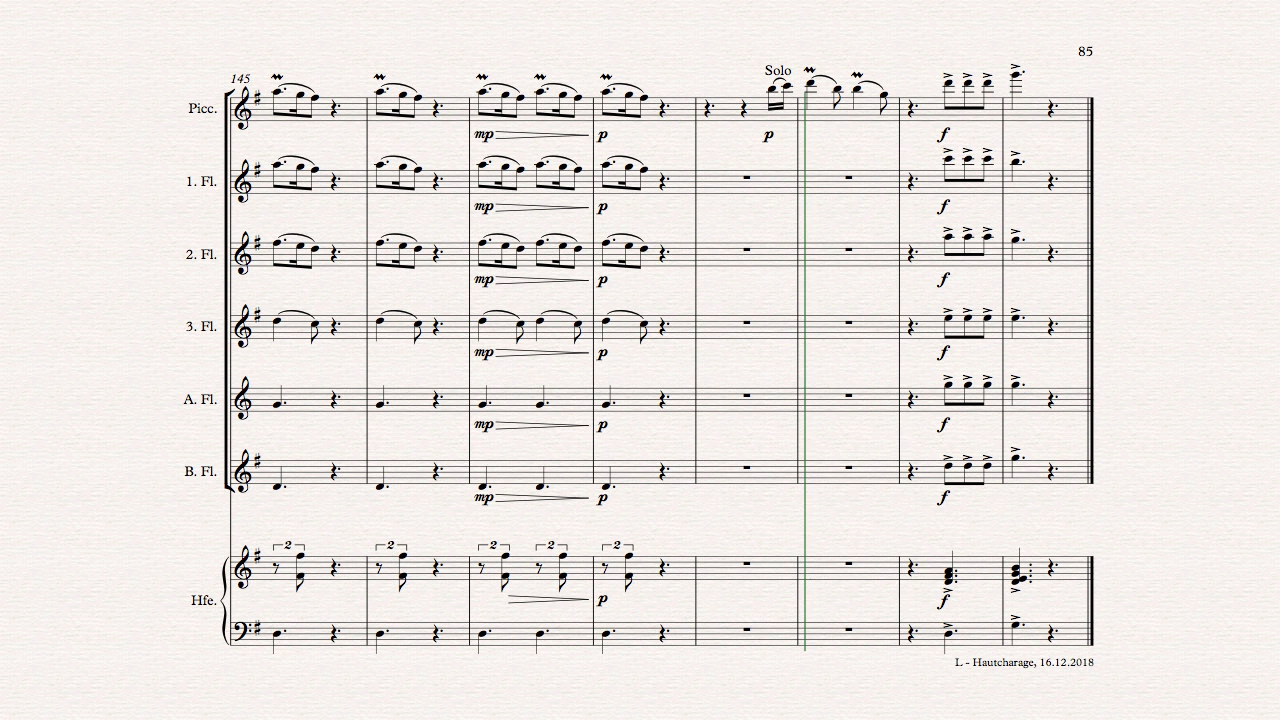 85
145
Solo
Picc.
mp p p f
1. Fl.
mp p f
2. Fl.
mp p f
3. Fl.
mp p f
A. Fl.
mp p f
B. Fl.
mp p f
2 2 2 2 2
Hfe.
p f
L - Hautcharage, 16.12.2018